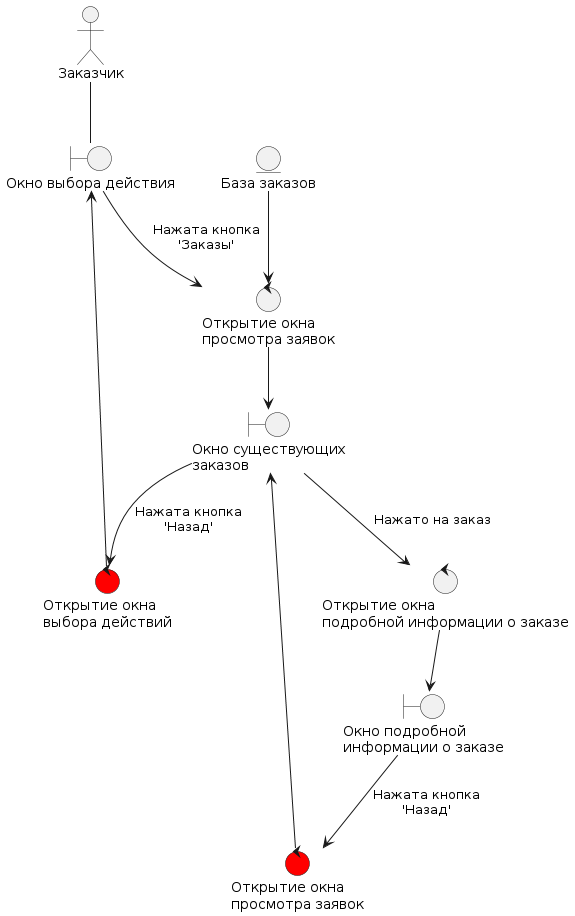 Заказчик
Окно выбора действия
База заказов
Нажата кнопка
'Заказы'
Открытие окна
просмотра заявок
Окно существующих
заказов
Нажата кнопка
'Назад'
Нажато на заказ
Открытие окна
выбора действий
Открытие окна
подробной информации о заказе
Окно подробной
информации о заказе
Нажата кнопка
'Назад'
Открытие окна
просмотра заявок